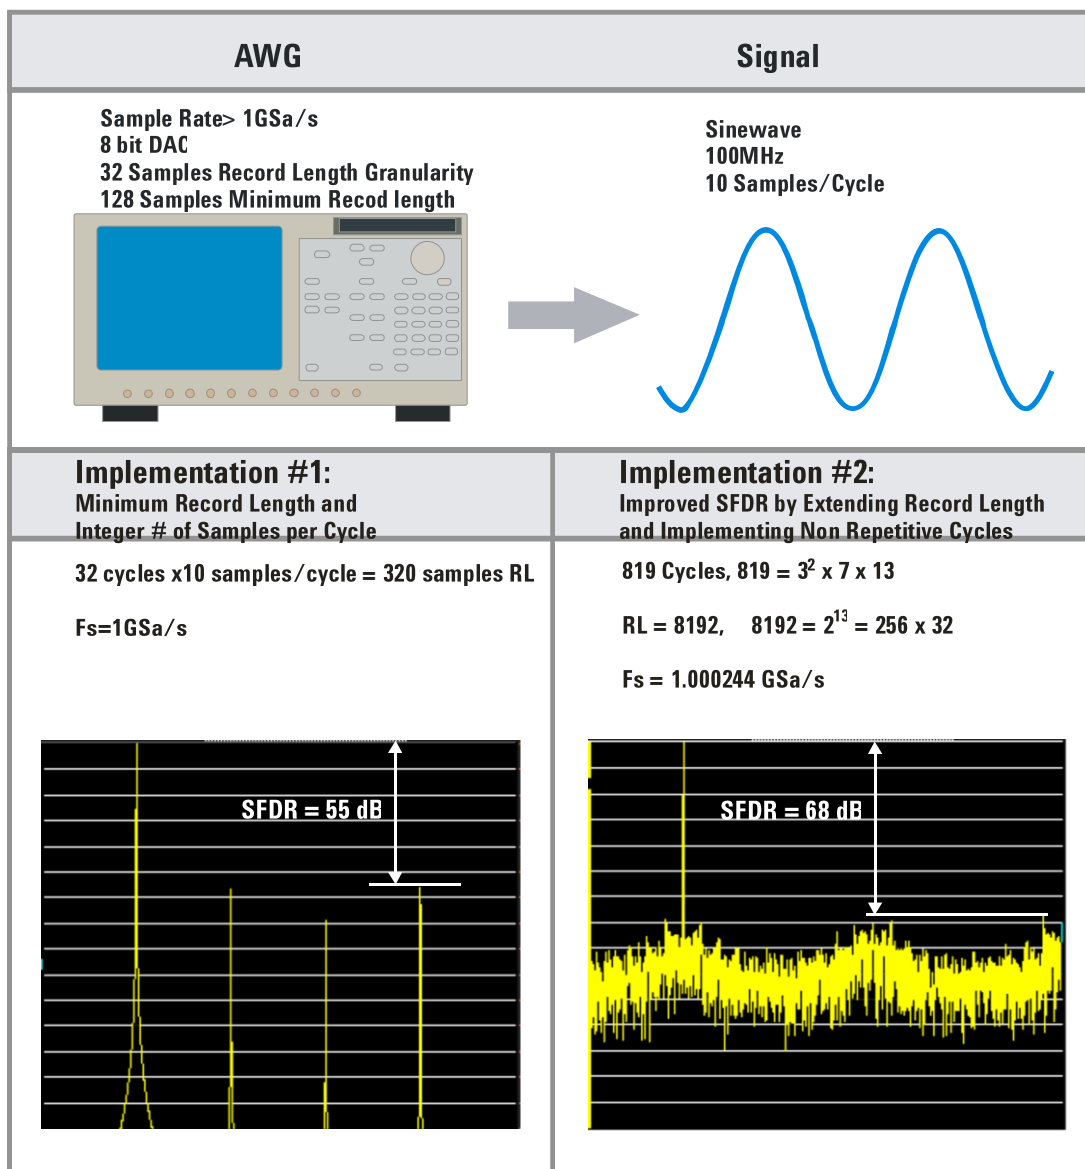 AWG
Signal
Sample Rate> 1GSa/s
8 bit DAC
32 Samples Record Length Granularity
128 Samples Minimum Recod length
Sinewave
100MHz
10 Samples/Cycle
Implementation #1:
Minimum Record Length and
Integer # of Samples per Cycle
32 cycles x10 samples/cycle = 320 samples RL
Fs=1GSa/s
SFDR = 55 dB
Implementation #2:
Improved SFDR by Extending Record Length
and Implementing Non Repetitive Cycles
819 Cycles, 819 = 3² x 7 x 13
RL = 8192, 8192 = 2¹³ = 256 x 32
Fs = 1.000244 GSa/s
SFDR = 68 dB